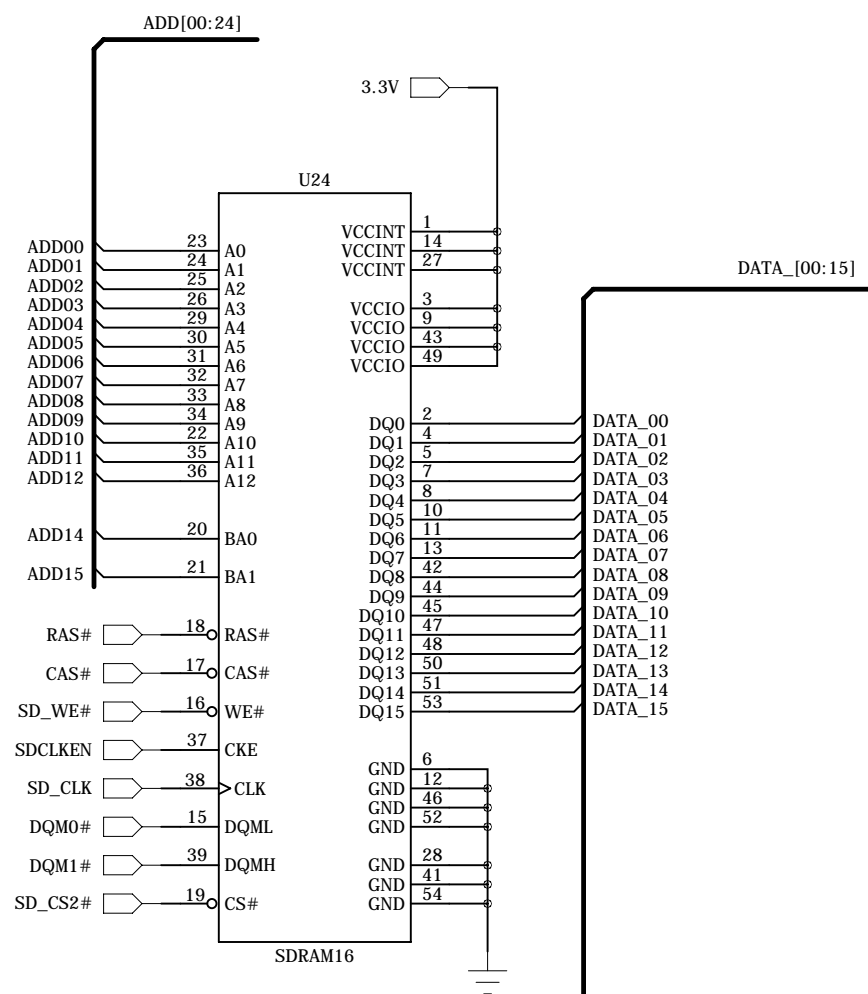 ADD[00:24]
3.3V
U24
DATA_[00:15]
ADD00 23 A0
ADD01 24 A1
ADD02 25 A2
ADD03 26 A3
ADD04 29 A4
ADD05 30 A5
ADD06 31 A6
ADD07 32 A7
ADD08 33 A8
ADD09 34 A9
ADD10 22 A10
ADD11 35 A11
ADD12 36 A12
ADD14 20 BA0
ADD15 21 BA1
RAS# 18 RAS#
CAS# 17 CAS#
SD_WE# 16 WE#
SDCLKEN 37 CKE
SD_CLK 38 CLK
DQM0# 15 DQML
DQM1# 39 DQMH
SD_CS2# 19 CS#
VCCINT 1
VCCINT 14
VCCINT 27
VCCIO 3
VCCIO 9
VCCIO 43
VCCIO 49
DQ0 2 DATA_00
DQ1 4 DATA_01
DQ2 5 DATA_02
DQ3 7 DATA_03
DQ4 8 DATA_04
DQ5 10 DATA_05
DQ6 11 DATA_06
DQ7 13 DATA_07
DQ8 42 DATA_08
DQ9 44 DATA_09
DQ10 45 DATA_10
DQ11 47 DATA_11
DQ12 48 DATA_12
DQ13 50 DATA_13
DQ14 51 DATA_14
DQ15 53 DATA_15
GND 6
GND 12
GND 46
GND 52
GND 28
GND 41
GND 54
SDRAM16